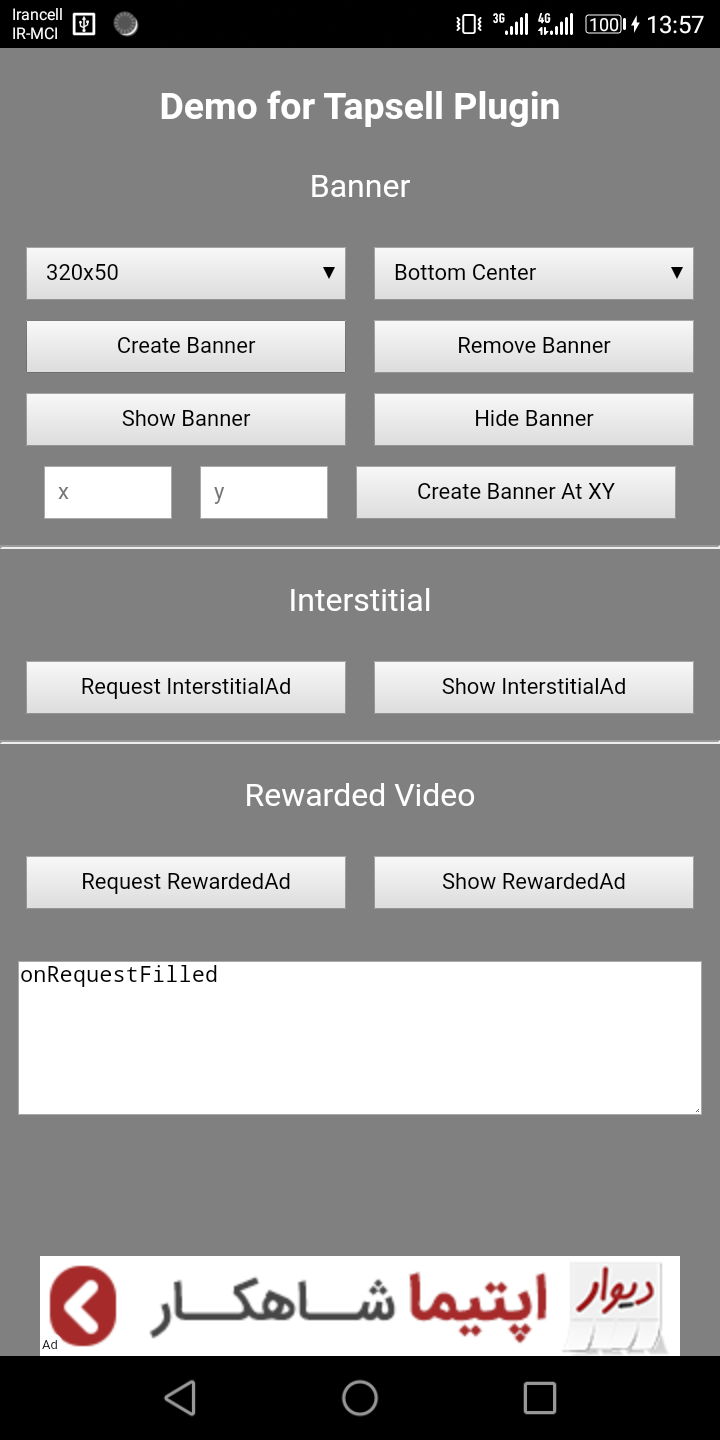 Irancell
IR-MCI
3G 4G 100 13:57
Demo for Tapsell Plugin
Banner
320x50 ▼ Bottom Center ▼
Create Banner Remove Banner
Show Banner Hide Banner
x y Create Banner At XY
Interstitial
Request InterstitialAd Show InterstitialAd
Rewarded Video
Request RewardedAd Show RewardedAd
onRequestFilled
دیوار اپتیما شاهکار
Ad